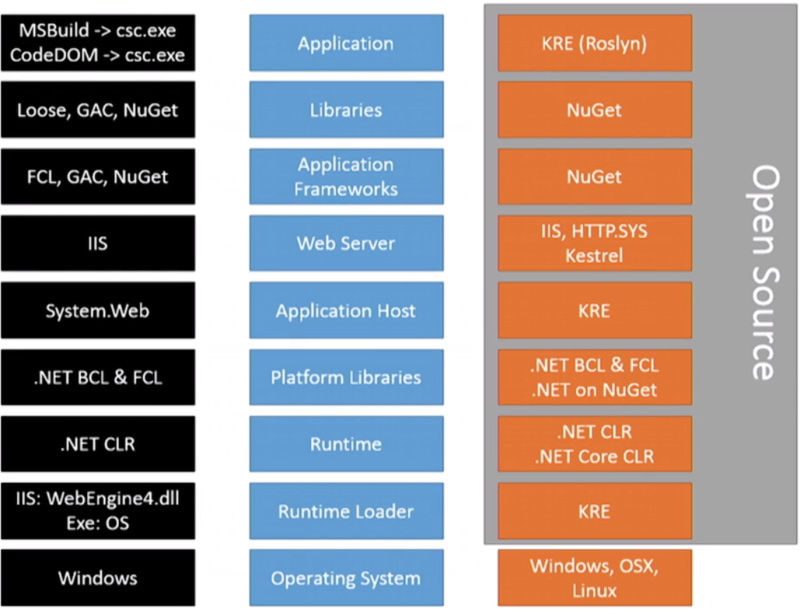 MSBuild -> csc.exe
CodeDOM -> csc.exe
Application
KRE (Roslyn)
Loose, GAC, NuGet
Libraries
NuGet
FCL, GAC, NuGet
Application
Frameworks
NuGet
IIS
Web Server
IIS, HTTP.SYS
Kestrel
System.Web
Application Host
KRE
.NET BCL & FCL
Platform Libraries
.NET BCL & FCL
.NET on NuGet
.NET CLR
Runtime
.NET CLR
.NET Core CLR
IIS: WebEngine4.dll
Exe: OS
Runtime Loader
KRE
Windows
Operating System
Windows, OSX,
Linux
Open Source